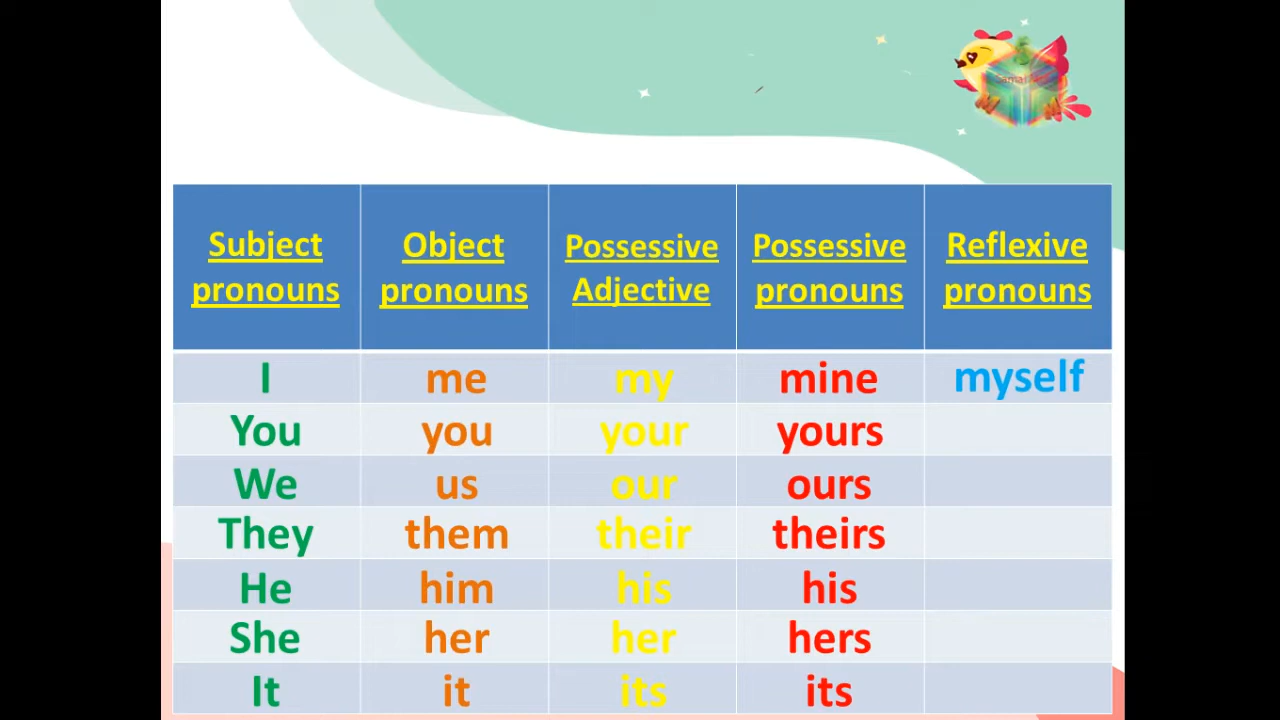 Subject pronouns
Object pronouns
Possessive Adjective
Possessive pronouns
Reflexive pronouns
I me my mine myself
You you your yours
We us our ours
They them their theirs
He him his his
She her her hers
It it its its